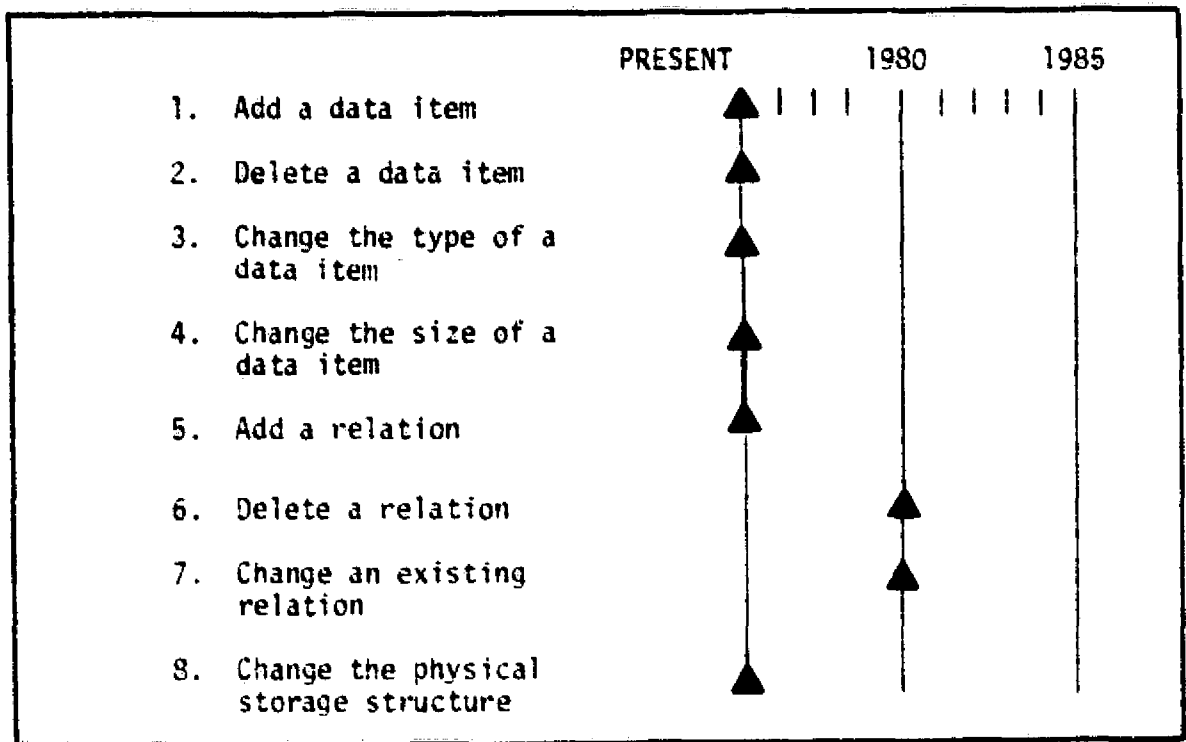 PRESENT 1980 1985
1. Add a data item
2. Delete a data item
3. Change the type of a
data item
4. Change the size of a
data item
5. Add a relation
6. Delete a relation
7. Change an existing
relation
8. Change the physical
storage structure